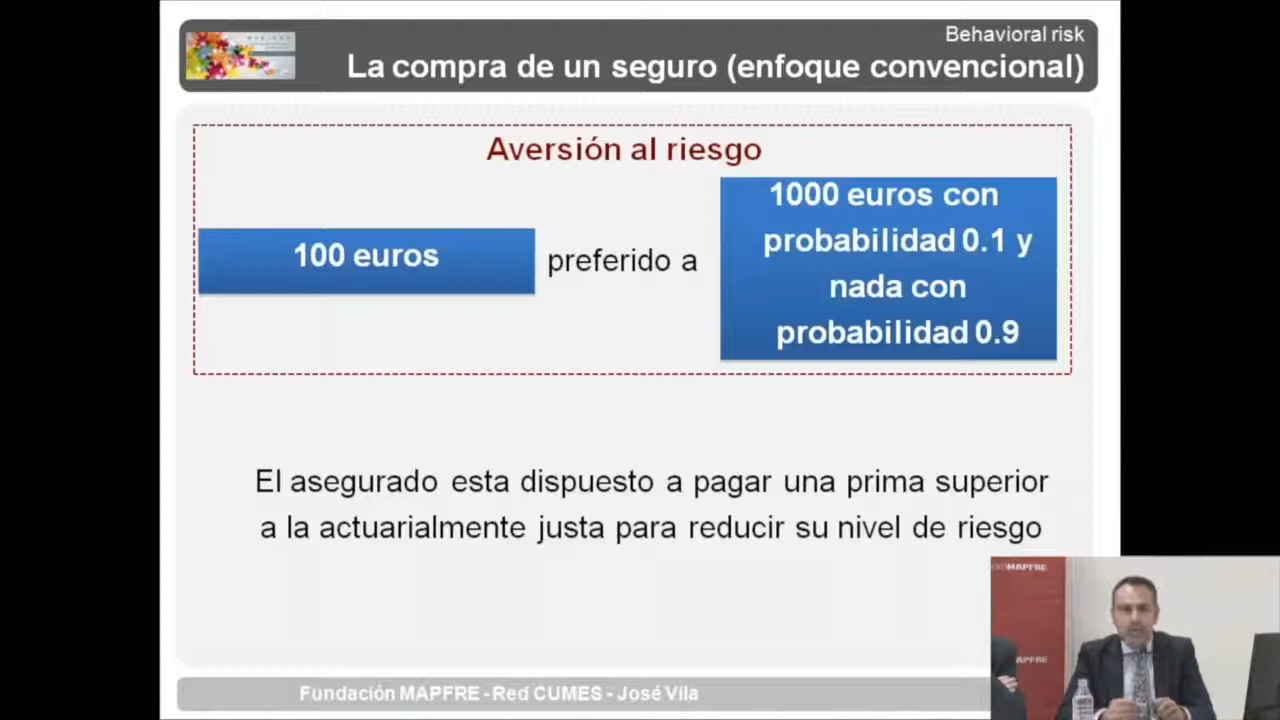 Behavioral risk
La compra de un seguro (enfoque convencional)
Aversión al riesgo
100 euros
preferido a
1000 euros con
probabilidad 0.1 y
nada con
probabilidad 0.9
El asegurado esta dispuesto a pagar una prima superior
a la actuarialmente justa para reducir su nivel de riesgo
Fundación MAPFRE - Red CUMES - José Vila
MAPFRE